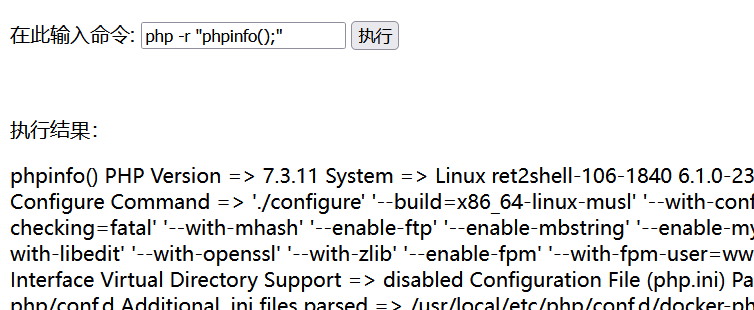 在此输入命令: php -r "phpinfo();" 执行
执行结果:
phpinfo() PHP Version => 7.3.11 System => Linux ret2shell-106-1840 6.1.0-23
Configure Command => './configure' '--build=x86_64-linux-musl' '--with-conf
checking=fatal' '--with-mhash' '--enable-ftp' '--enable-mbstring' '--enable-my
with-libedit' '--with-openssl' '--with-zlib' '--enable-fpm' '--with-fpm-user=ww
Interface Virtual Directory Support => disabled Configuration File (php.ini) Pa
php/conf.d Additional .ini files parsed => /usr/local/etc/php/conf.d/docker-ph